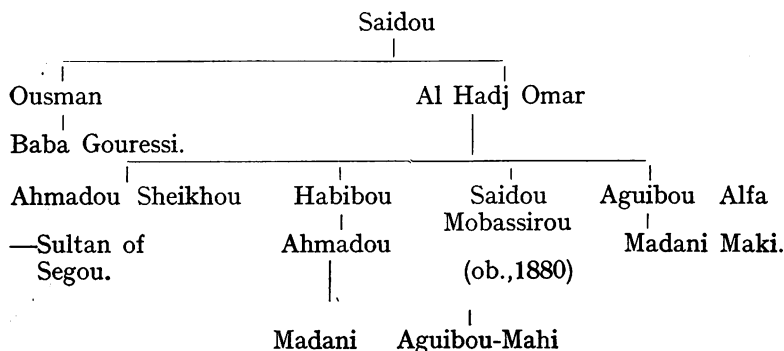 Saidou
Ousman Al Hadj Omar
Baba Gouressi.
Ahmadou Sheikhou Habibou Saidou Aguibou Alfa
Mobassirou
—Sultan of Ahmadou Madani Maki.
Segou. (ob.,1880)
Madani Aguibou-Mahi